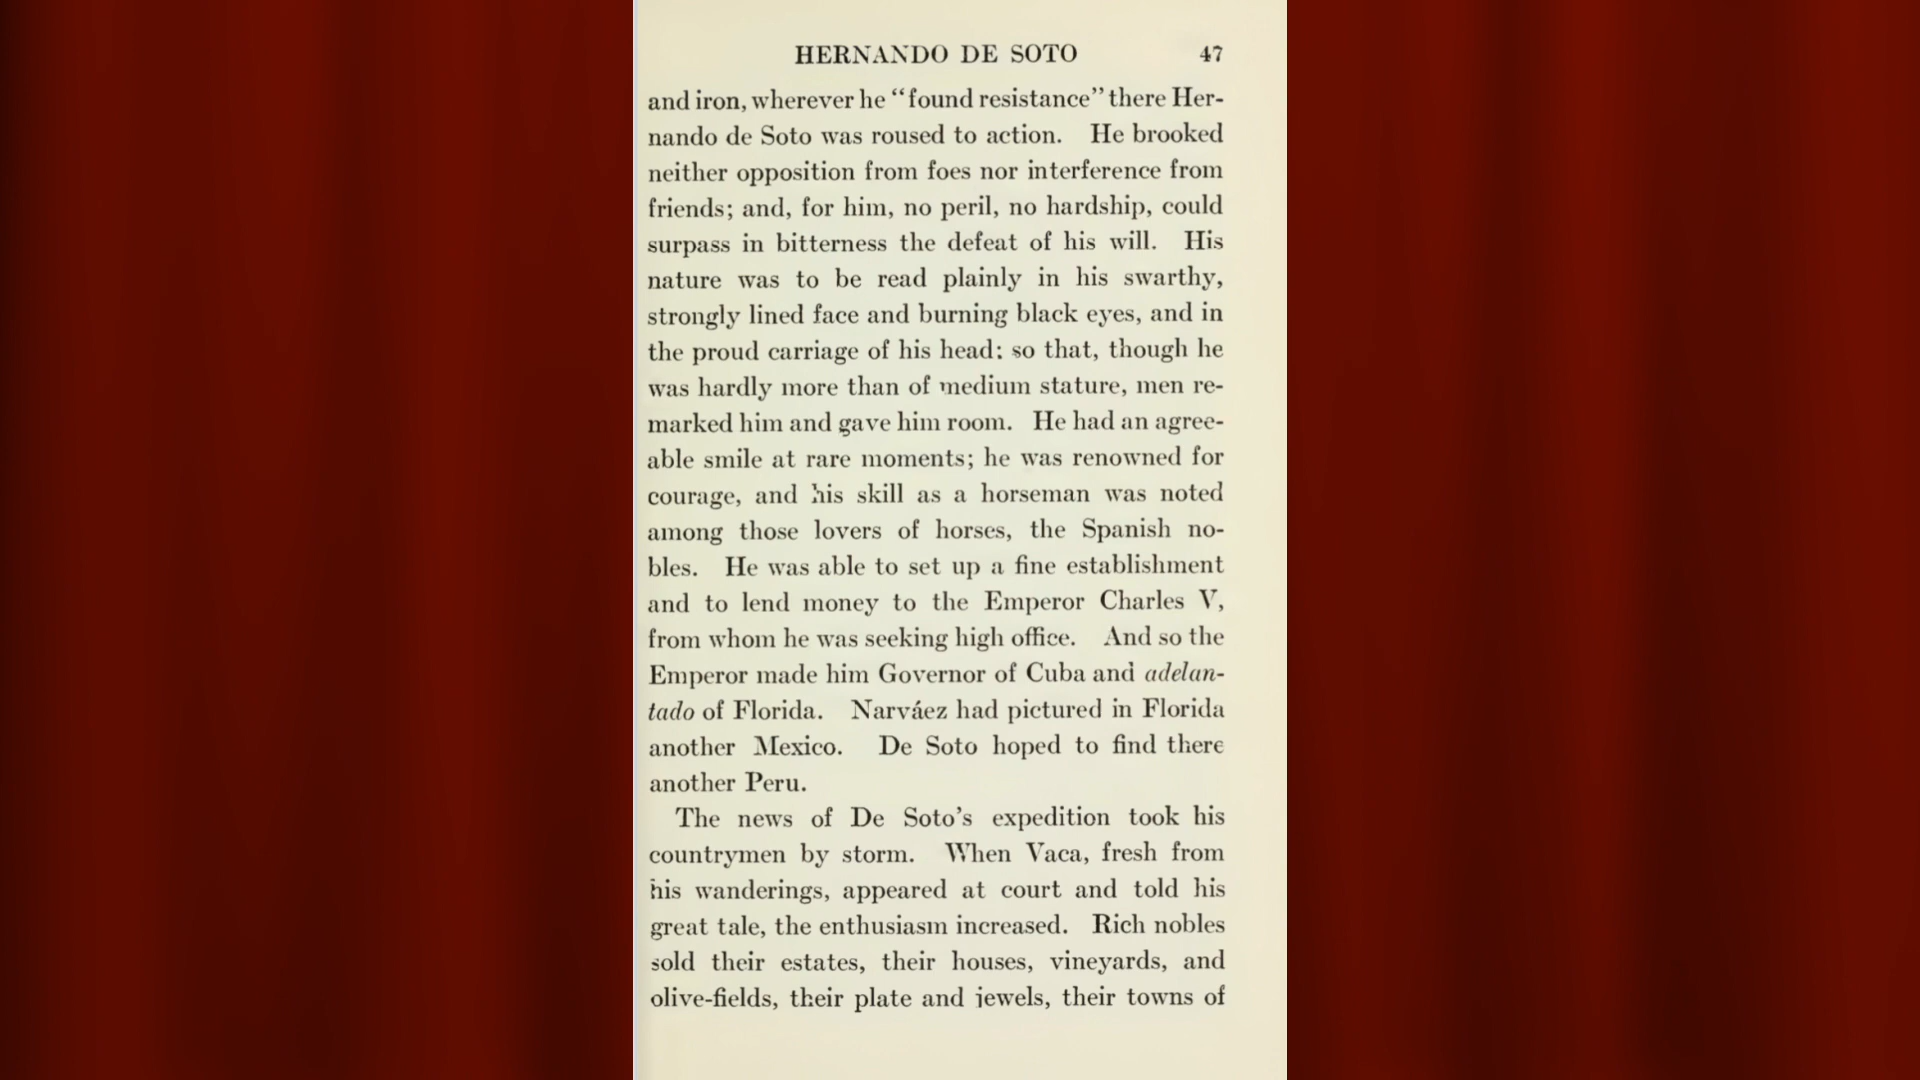 HERNANDO DE SOTO 47
and iron, wherever he “found resistance” there Her-
nando de Soto was roused to action. He brooked
neither opposition from foes nor interference from
friends; and, for him, no peril, no hardship, could
surpass in bitterness the defeat of his will. His
nature was to be read plainly in his swarthy,
strongly lined face and burning black eyes, and in
the proud carriage of his head: so that, though he
was hardly more than of medium stature, men re-
marked him and gave him room. He had an agree-
able smile at rare moments; he was renowned for
courage, and his skill as a horseman was noted
among those lovers of horses, the Spanish no-
bles. He was able to set up a fine establishment
and to lend money to the Emperor Charles V,
from whom he was seeking high office. And so the
Emperor made him Governor of Cuba and adelan-
tado of Florida. Narváez had pictured in Florida
another Mexico. De Soto hoped to find there
another Peru.
The news of De Soto’s expedition took his
countrymen by storm. When Vaca, fresh from
his wanderings, appeared at court and told his
great tale, the enthusiasm increased. Rich nobles
sold their estates, their houses, vineyards, and
olive-fields, their plate and jewels, their towns of